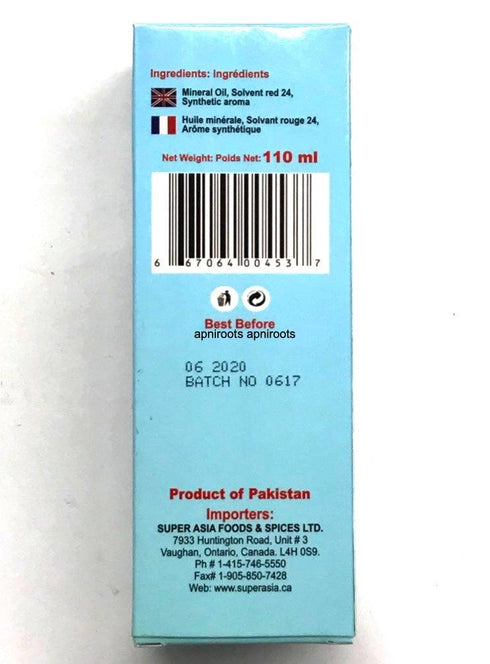 Ingredients: ingrédients
Mineral Oil, Solvent red 24,
Synthetic aroma
Huile minérale, Solvant rouge 24,
Arôme synthétique
Net Weight: Poids Net: 110 ml
6 67064 00453 7
Best Before
apniroots apniroots
06 2020
BATCH NO 0617
Product of Pakistan
Importers:
SUPER ASIA FOODS & SPICES LTD.
7933 Huntington Road, Unit # 3
Vaughan, Ontario, Canada. L4H 0S9.
Ph # 1-415-746-5550
Fax# 1-905-850-7428
Web: www.superasia.ca